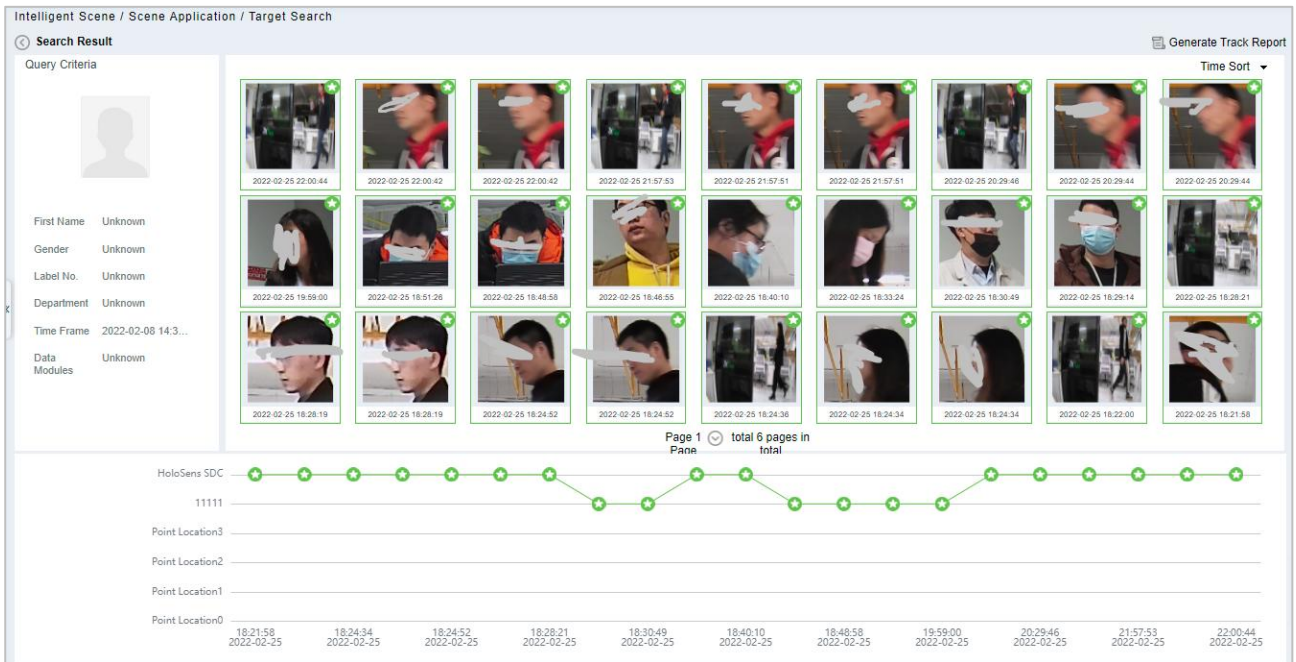 Intelligent Scene / Scene Application / Target Search
Search Result
Generate Track Report
Query Criteria
Time Sort
2022-02-25 22:00:44 2022-02-25 22:00:42 2022-02-25 22:00:42 2022-02-25 21:57:53 2022-02-25 21:57:51 2022-02-25 21:57:51 2022-02-25 20:29:46 2022-02-25 20:29:44 2022-02-25 20:29:44
First Name Unknown
Gender Unknown
Label No. Unknown
Department Unknown
Time Frame 2022-02-08 14:3...
Data Modules Unknown
2022-02-25 19:59:00 2022-02-25 18:51:26 2022-02-25 18:48:58 2022-02-25 18:46:55 2022-02-25 18:40:10 2022-02-25 18:33:24 2022-02-25 18:30:49 2022-02-25 18:29:14 2022-02-25 18:28:21
2022-02-25 18:28:19 2022-02-25 18:28:19 2022-02-25 18:24:52 2022-02-25 18:24:52 2022-02-25 18:24:36 2022-02-25 18:24:34 2022-02-25 18:24:34 2022-02-25 18:22:00 2022-02-25 18:21:58
Page 1 total 6 pages in
Page total
HoloSens SDC
11111
Point Location3
Point Location2
Point Location1
Point Location0
18:21:58 18:24:34 18:24:52 18:28:21 18:30:49 18:40:10 18:48:58 19:59:00 20:29:46 21:57:53 22:00:44
2022-02-25 2022-02-25 2022-02-25 2022-02-25 2022-02-25 2022-02-25 2022-02-25 2022-02-25 2022-02-25 2022-02-25 2022-02-25